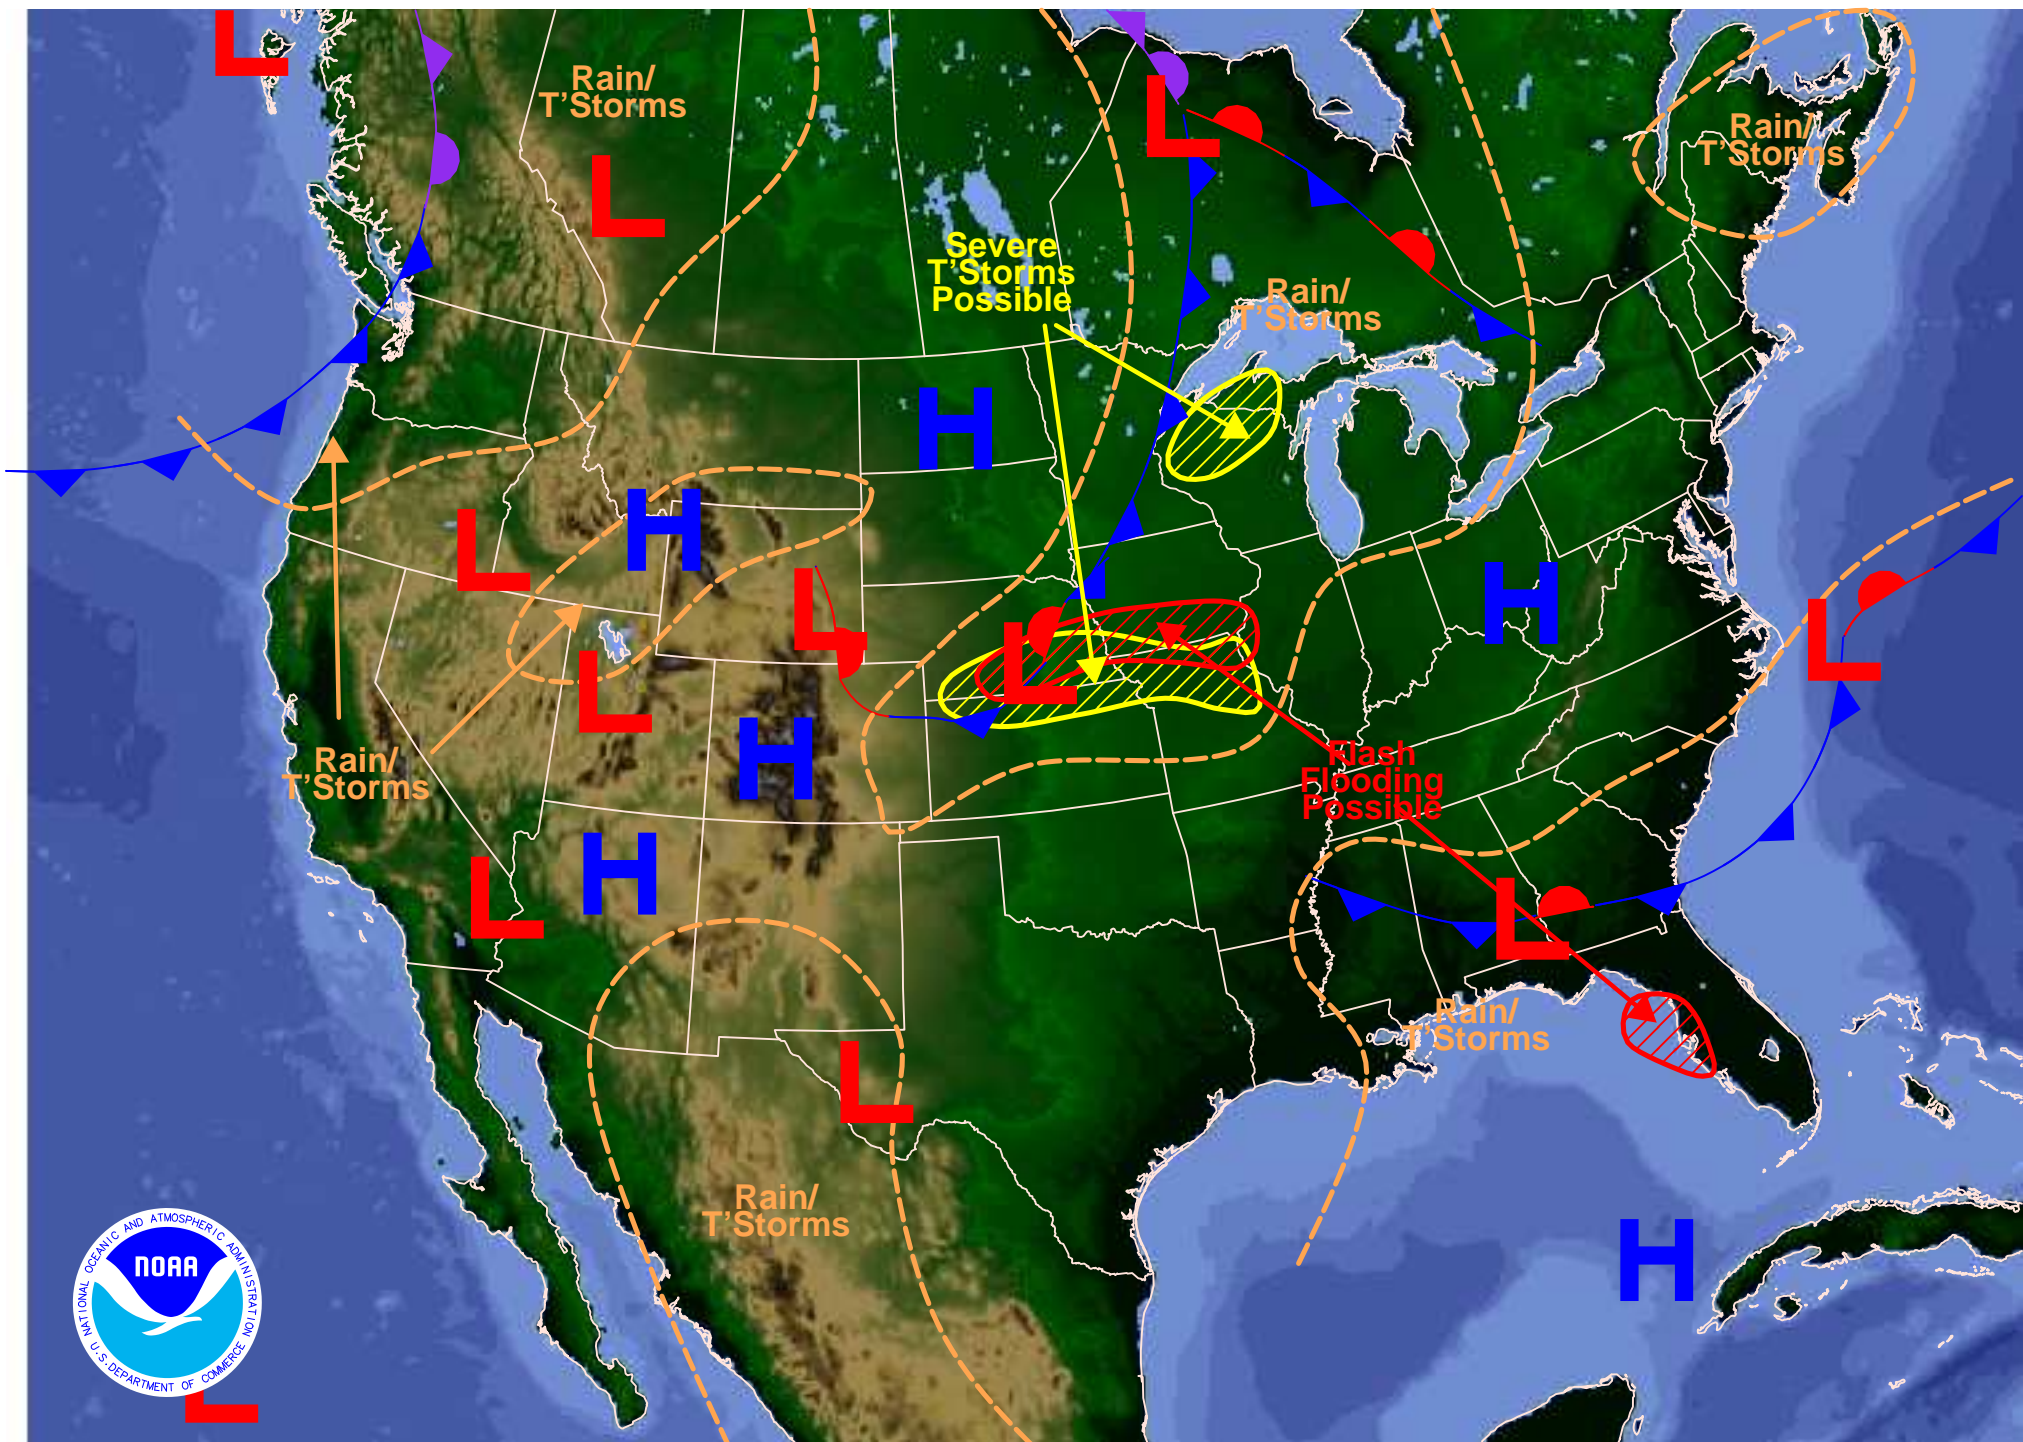 L
Rain/
T'Storms
L
L
Rain/
T'Storms
Severe
T'Storms
Possible
Rain/
T'Storms
H
H
L
L
H
L
L
L
L
H
Rain/
T'Storms
Flash
Flooding
Possible
H
L
L
Rain/
T'Storms
L
Rain/
T'Storms
H
NATIONAL OCEANIC AND ATMOSPHERIC ADMINISTRATION
NOAA
U.S. DEPARTMENT OF COMMERCE
L